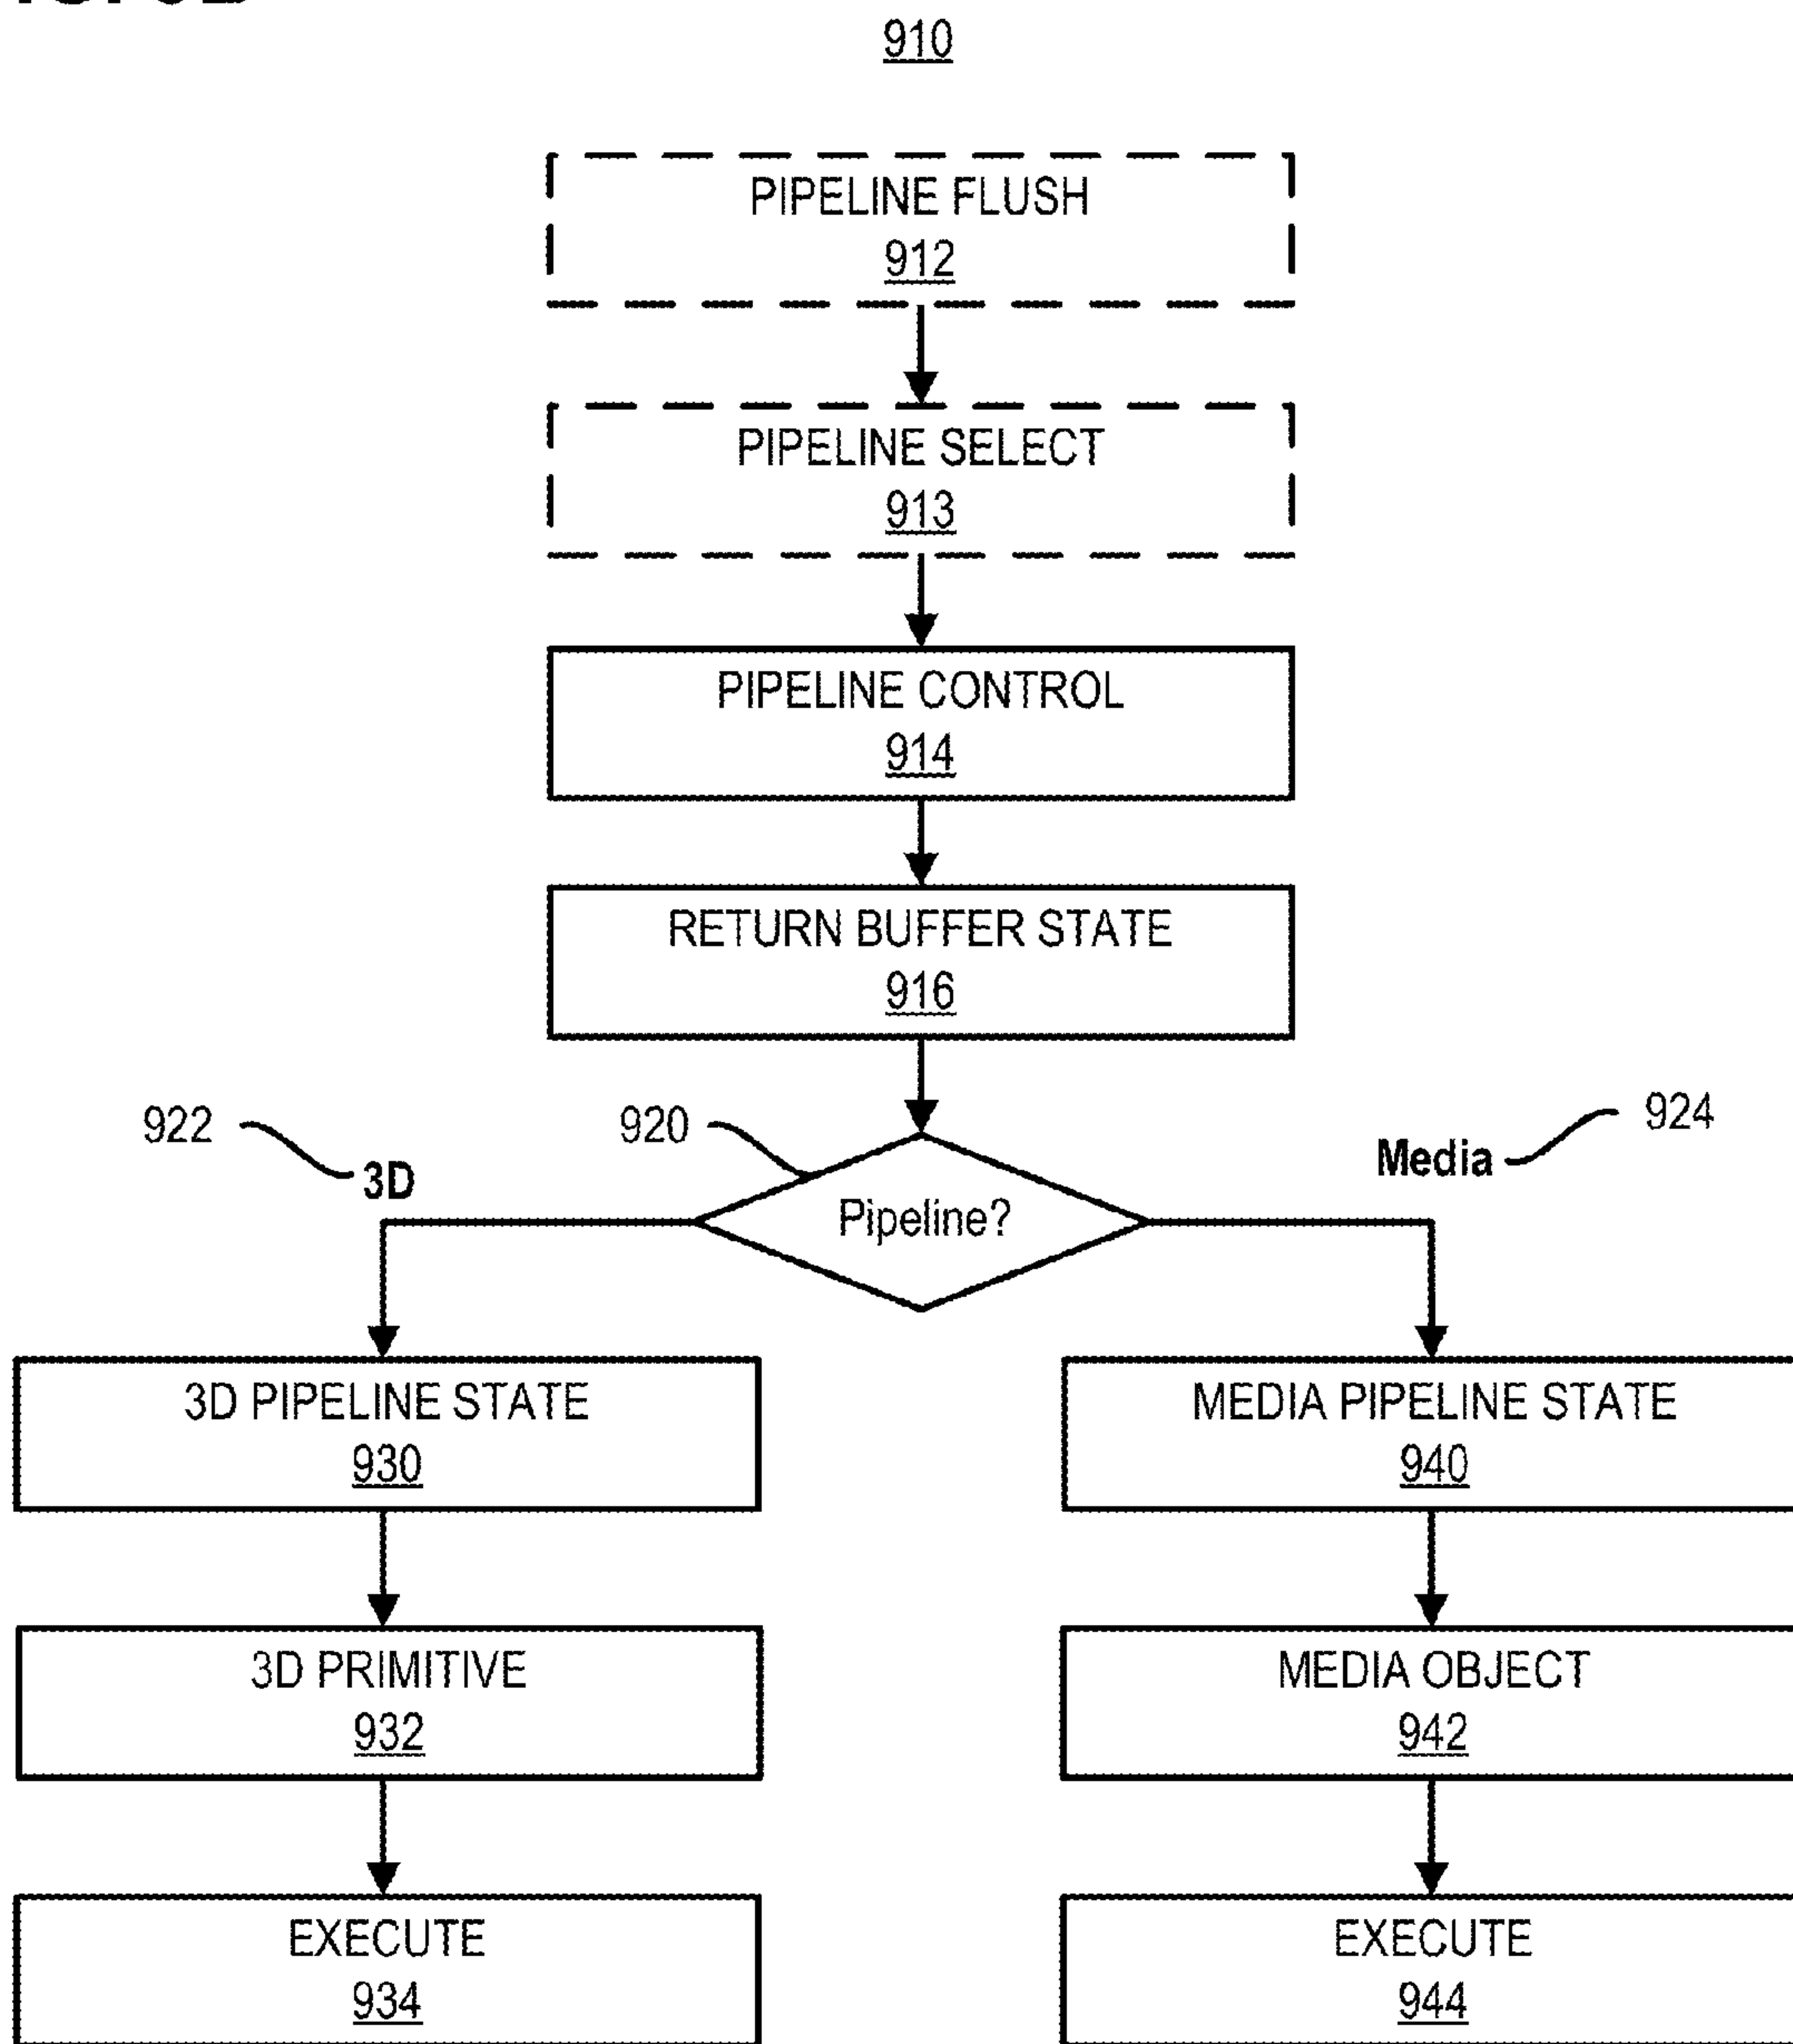 910
PIPELINE FLUSH
912
PIPELINE SELECT
913
PIPELINE CONTROL
914
RETURN BUFFER STATE
916
922
3D
920
Pipeline?
Media
924
3D PIPELINE STATE
930
MEDIA PIPELINE STATE
940
3D PRIMITIVE
932
MEDIA OBJECT
942
EXECUTE
934
EXECUTE
944